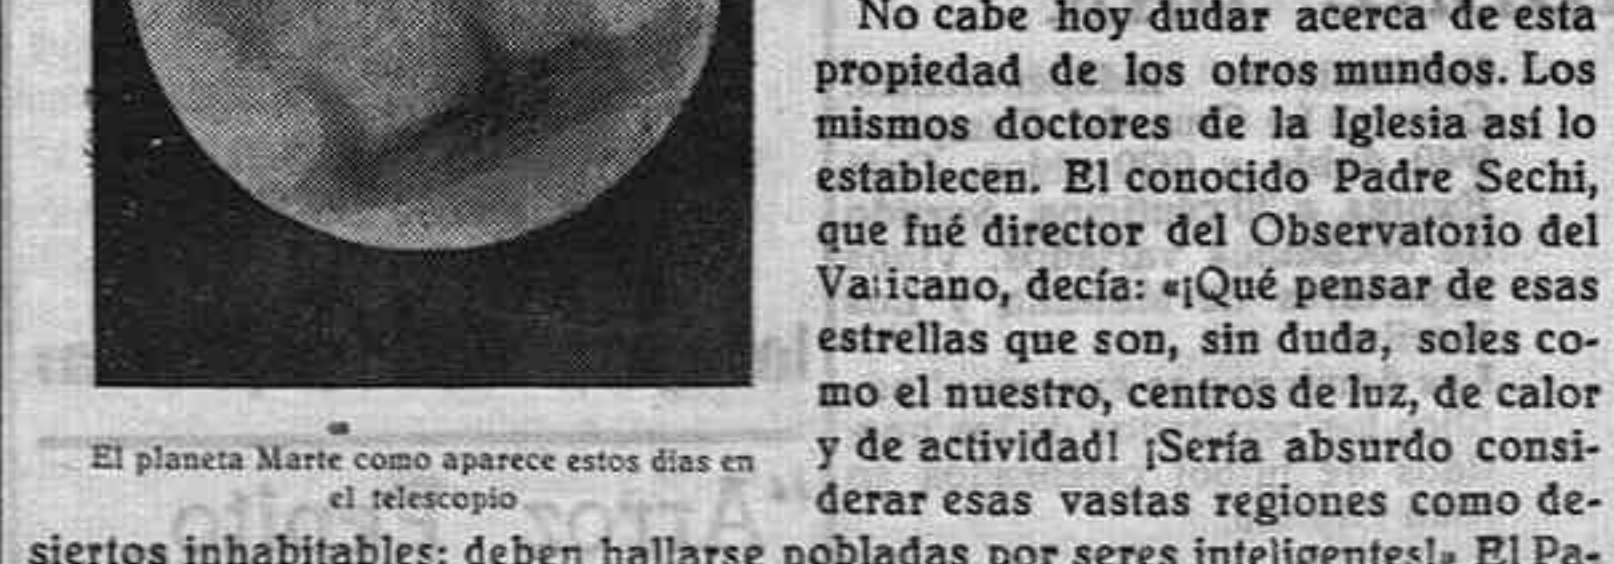 No cabe hoy dudar acerca de esta
propiedad de los otros mundos. Los
mismos doctores de la Iglesia así lo
establecen. El conocido Padre Sechi,
que fué director del Observatorio del
Vaticano, decía: «¡Qué pensar de esas
estrellas que son, sin duda, soles co-
mo el nuestro, centros de luz, de calor
y de actividad! ¡Sería absurdo consi-
derar esas vastas regiones como de-
siertos inhabitables; deben hallarse pobladas por seres inteligentes!» El Pa-
El planeta Marte como aparece estos días en
el telescopio